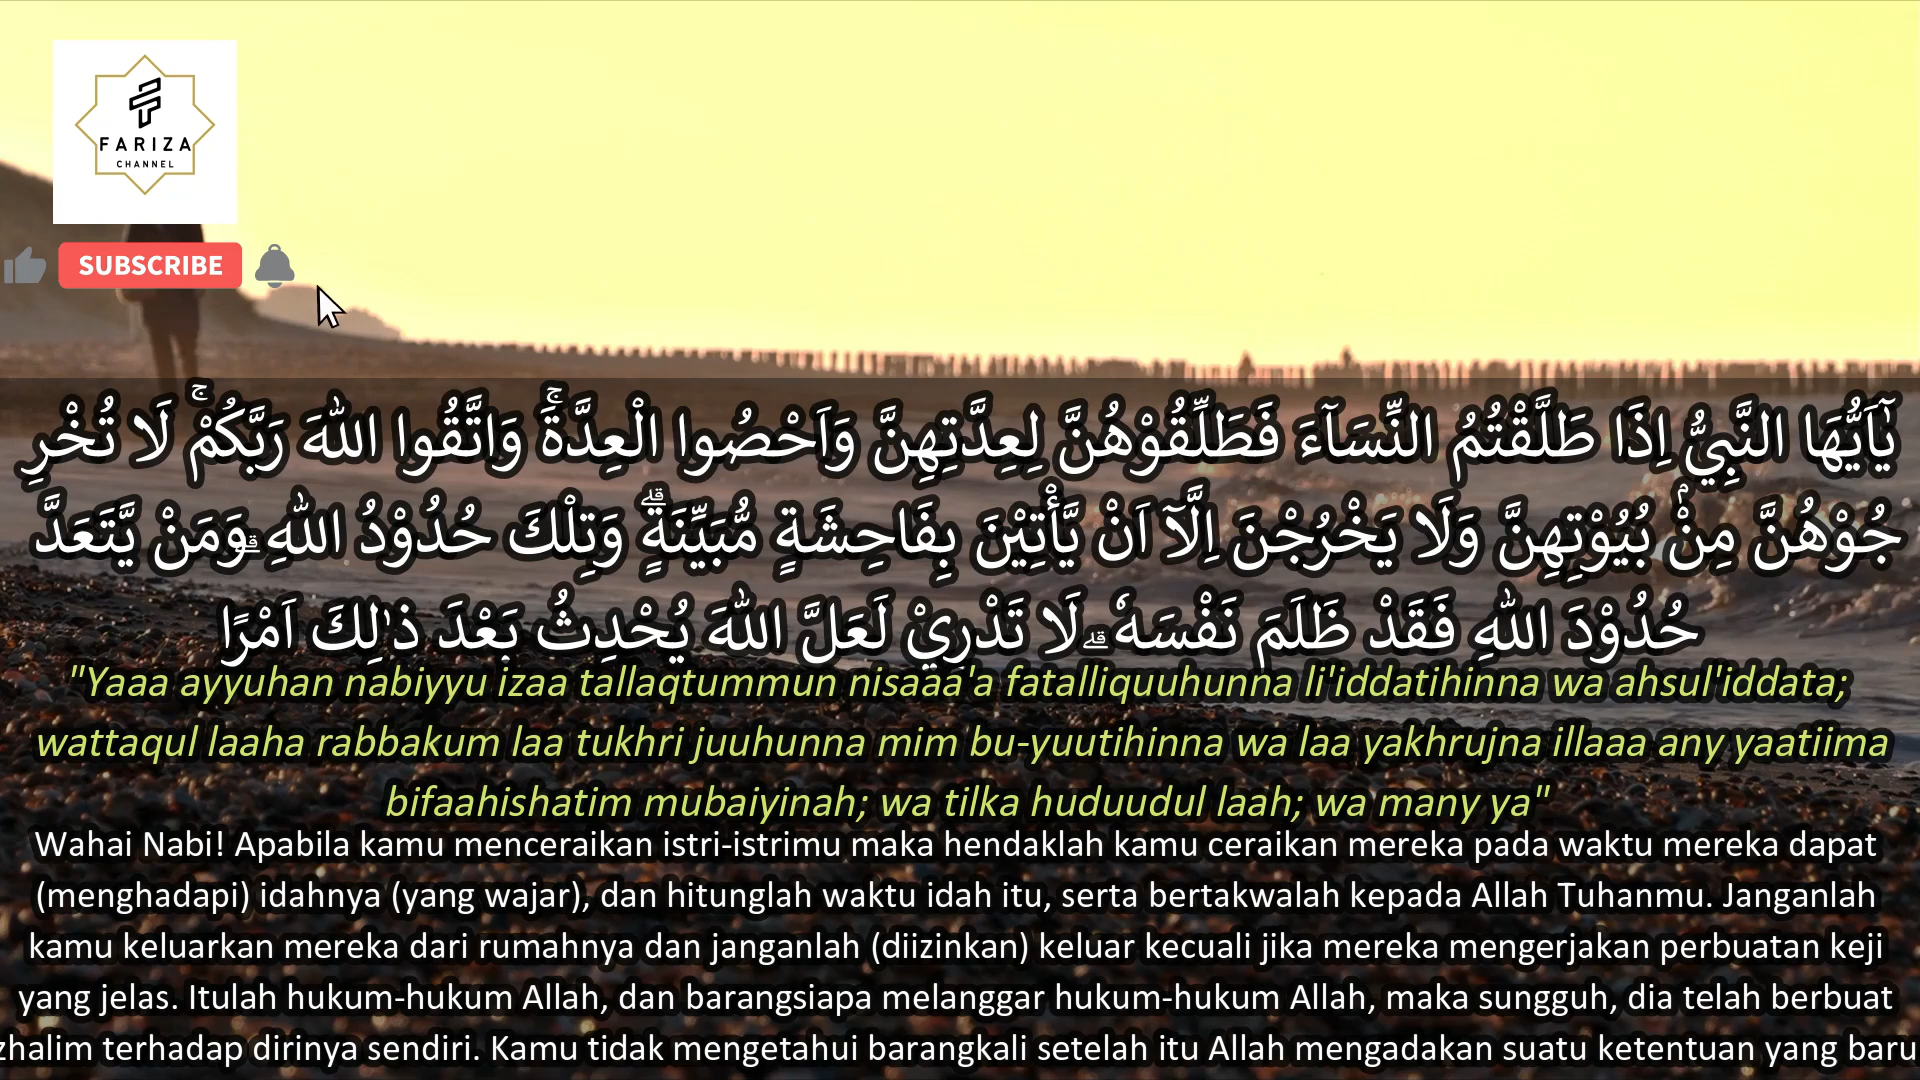 FARIZA
CHANNEL
SUBSCRIBE
يٰٓاَيُّهَا النَّبِيُّ اِذَا طَلَّقْتُمُ النِّسَاۤءَ فَطَلِّقُوْهُنَّ لِعِدَّتِهِنَّ وَاَحْصُوا الْعِدَّةَۚ وَاتَّقُوا اللّٰهَ رَبَّكُمْۚ لَا تُخْرِ
جُوْهُنَّ مِنْۢ بُيُوْتِهِنَّ وَلَا يَخْرُجْنَ اِلَّآ اَنْ يَّأْتِيْنَ بِفَاحِشَةٍ مُّبَيِّنَةٍۗ وَتِلْكَ حُدُوْدُ اللّٰهِ ۗوَمَنْ يَّتَعَدَّ
حُدُوْدَ اللّٰهِ فَقَدْ ظَلَمَ نَفْسَهٗ ۗلَا تَدْرِيْ لَعَلَّ اللّٰهَ يُحْدِثُ بَعْدَ ذٰلِكَ اَمْرًا
"Yaaa ayyuhan nabiyyu izaa tallaqtummun nisaaa'a fatalliquuhunna li'iddatihinna wa ahsul'iddata;
wattaqul laaha rabbakum laa tukhri juuhunna mim bu-yuutihinna wa laa yakhrujna illaaa any yaatiima
bifaahishatim mubaiyinah; wa tilka huduudul laah; wa many ya"
Wahai Nabi! Apabila kamu menceraikan istri-istrimu maka hendaklah kamu ceraikan mereka pada waktu mereka dapat
(menghadapi) idahnya (yang wajar), dan hitunglah waktu idah itu, serta bertakwalah kepada Allah Tuhanmu. Janganlah
kamu keluarkan mereka dari rumahnya dan janganlah (diizinkan) keluar kecuali jika mereka mengerjakan perbuatan keji
yang jelas. Itulah hukum-hukum Allah, dan barangsiapa melanggar hukum-hukum Allah, maka sungguh, dia telah berbuat
zhalim terhadap dirinya sendiri. Kamu tidak mengetahui barangkali setelah itu Allah mengadakan suatu ketentuan yang baru